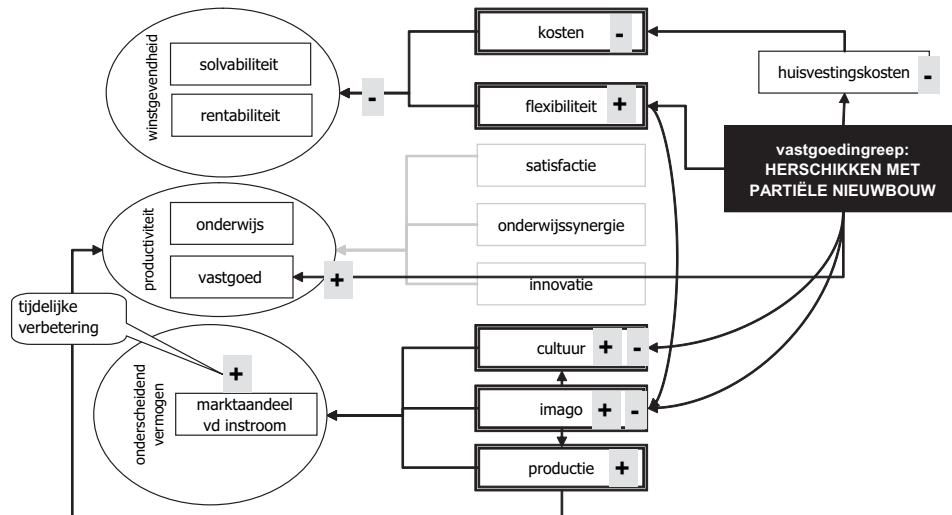 winstgevendheid
solvabiliteit
rentabiliteit
-
kosten -
flexibiliteit +
huisvestingskosten -
vastgoedingreep:
HERSCHIKKEN MET
PARTIËLE NIEUWBOUW
satisfactie
onderwijssynergie
innovatie
productiviteit
onderwijs
vastgoed
+
tijdelijke
verbetering
onderscheidend
vermogen
+
marktaandeel
vd instroom
cultuur + -
imago + -
productie +